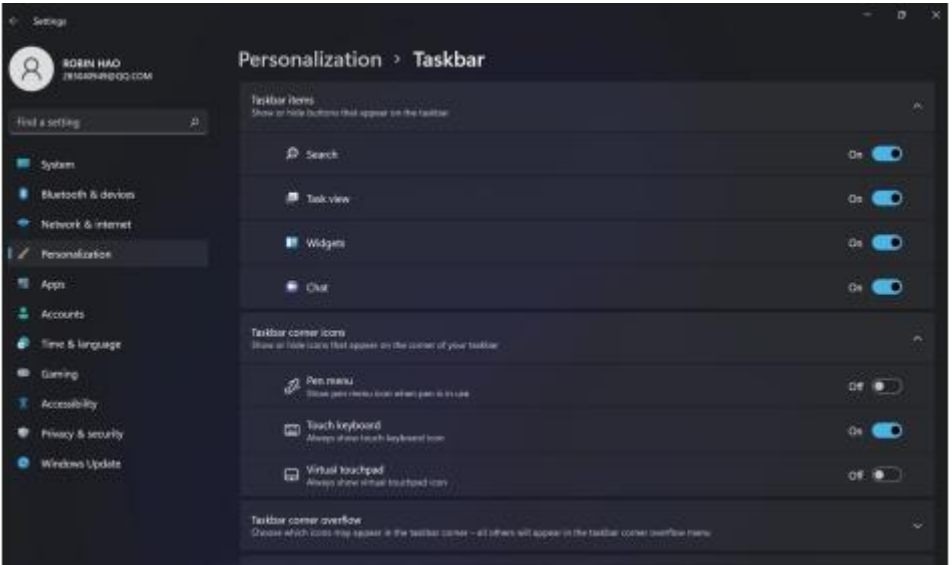 Settings
ROBIN HAO
Personalization > Taskbar
Find a setting
System
Bluetooth & devices
Network & internet
Personalization
Apps
Accounts
Time & language
Gaming
Accessibility
Privacy & security
Windows Update
Taskbar items
Show or hide buttons that appear on the taskbar
Search
On
Task view
On
Widgets
On
Chat
On
Taskbar corner icons
Show or hide icons that appear on the corner of your taskbar
Pen menu
Show pen menu icon when pen is in use
Off
Touch keyboard
Always show touch keyboard icon
On
Virtual touchpad
Always show virtual touchpad icon
Off
Taskbar corner overflow
Choose which icons may appear in the taskbar corner - all others will appear in the taskbar corner overflow menu